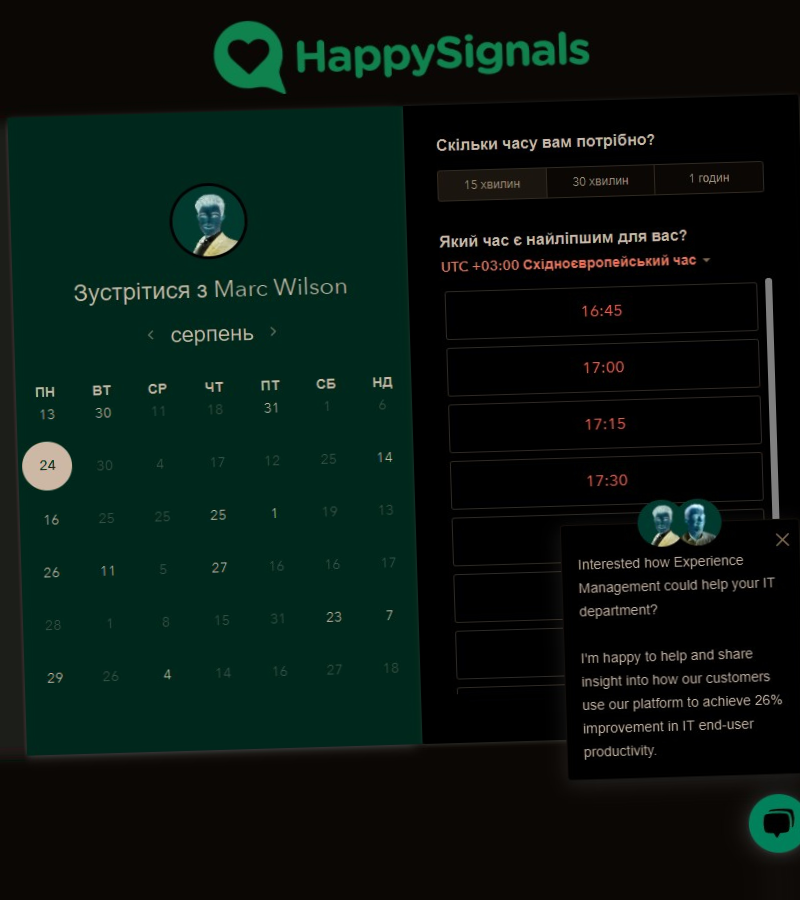 HappySignals
Зустрітися з Marc Wilson
серпень
ПН ВТ СР ЧТ ПТ СБ НД
13 30 11 18 31 1 6
24 30 4 17 12 25 14
16 25 25 25 1 19 13
26 11 5 27 16 16 17
28 1 8 15 31 23 7
29 26 4 14 16 27 18
Скільки часу вам потрібно?
15 хвилин 30 хвилин 1 годин
Який час є найліпшим для вас?
UTC +03:00 Східноєвропейський час
16:45
17:00
17:15
17:30
Interested how Experience
Management could help your IT
department?
I'm happy to help and share
insight into how our customers
use our platform to achieve 26%
improvement in IT end-user
productivity.